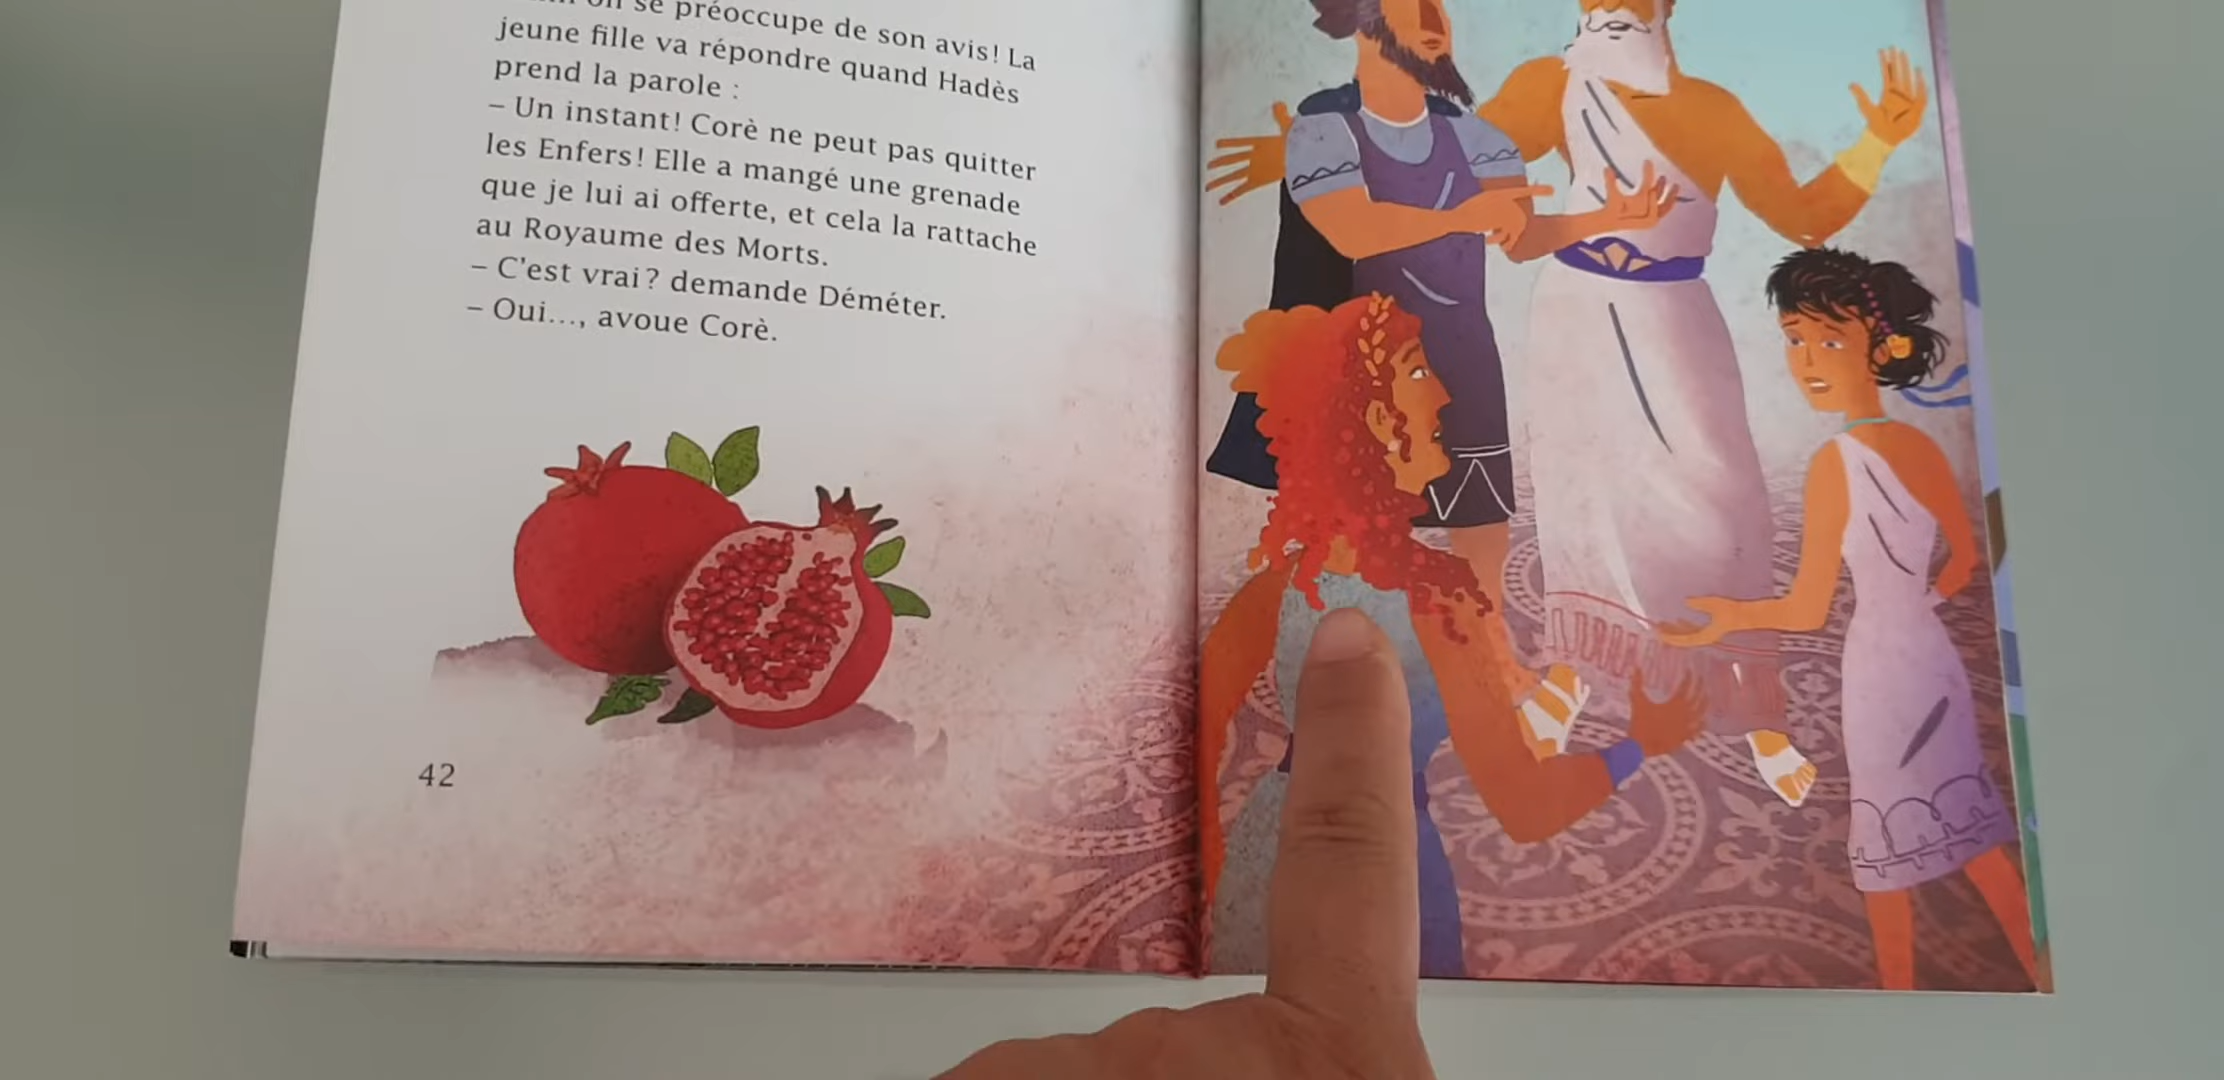 on se préoccupe de son avis! La
jeune fille va répondre quand Hadès
prend la parole :
– Un instant! Corè ne peut pas quitter
les Enfers! Elle a mangé une grenade
que je lui ai offerte, et cela la rattache
au Royaume des Morts.
– C'est vrai? demande Déméter.
– Oui..., avoue Corè.
42